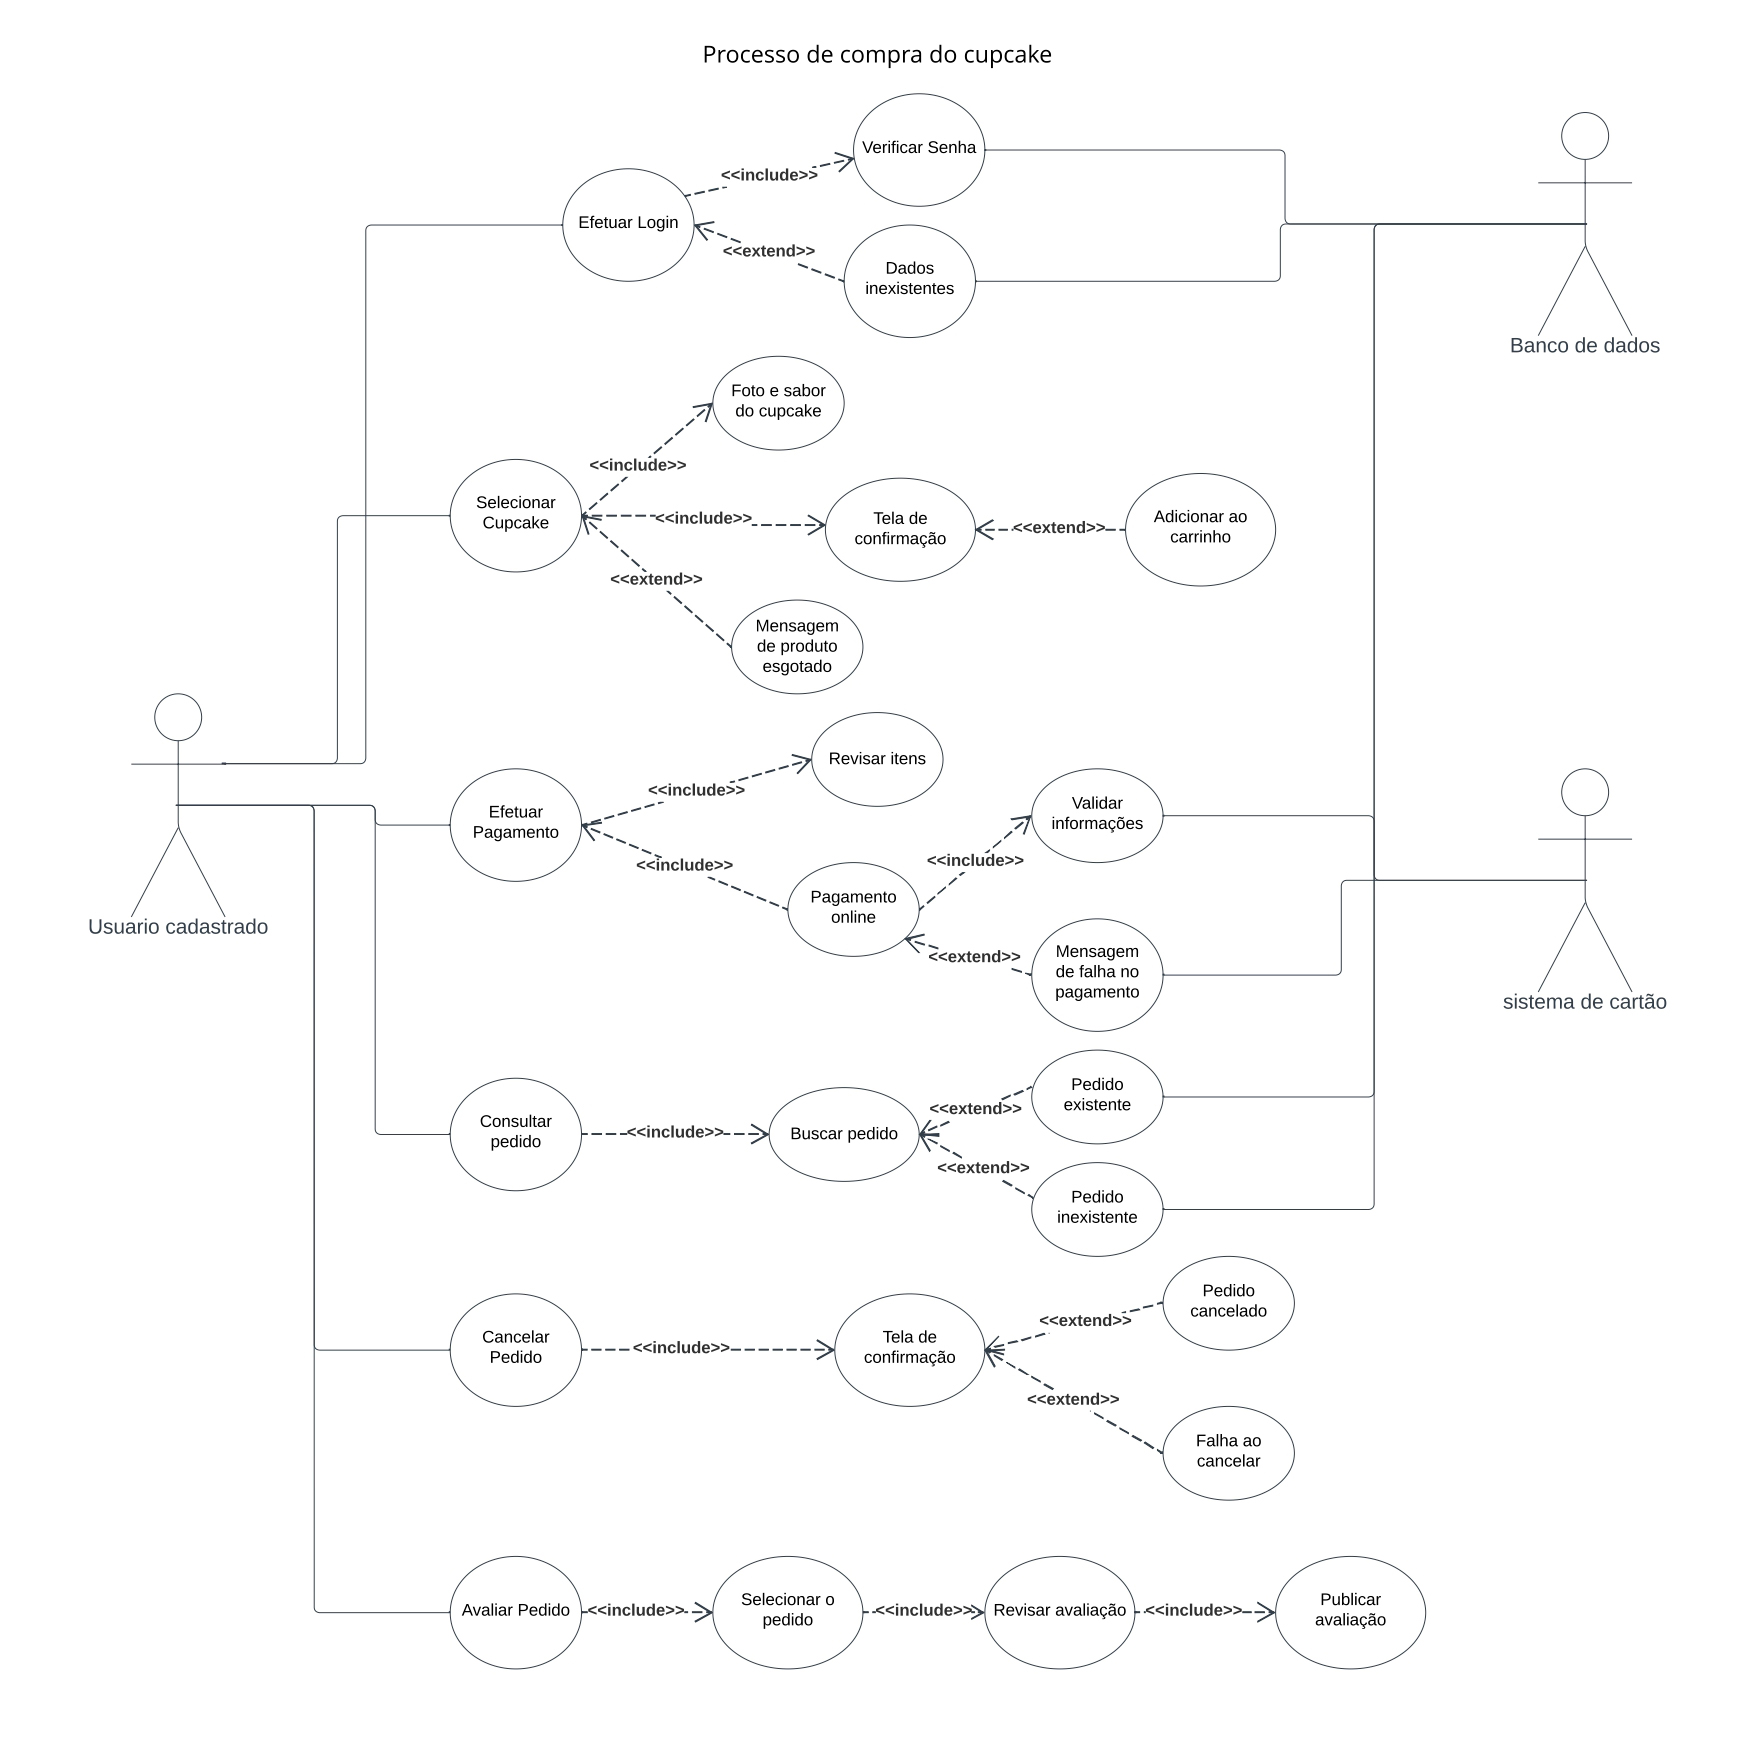 Processo de compra do cupcake
Verificar Senha
<<include>>
Efetuar Login
<<extend>>
Dados
inexistentes
Banco de dados
Foto e sabor
do cupcake
<<include>>
Selecionar
Cupcake
<<include>>
Tela de
confirmação
<<extend>>
Adicionar ao
carrinho
<<extend>>
Mensagem
de produto
esgotado
Revisar itens
<<include>>
Efetuar
Pagamento
Validar
informações
<<include>>
<<include>>
Pagamento
online
Usuario cadastrado
<<extend>>
Mensagem
de falha no
pagamento
sistema de cartão
Consultar
pedido
<<include>>
Buscar pedido
<<extend>>
Pedido
existente
<<extend>>
Pedido
inexistente
Cancelar
Pedido
<<include>>
Tela de
confirmação
<<extend>>
Pedido
cancelado
<<extend>>
Falha ao
cancelar
Avaliar Pedido
<<include>>
Selecionar o
pedido
<<include>>
Revisar avaliação
<<include>>
Publicar
avaliação